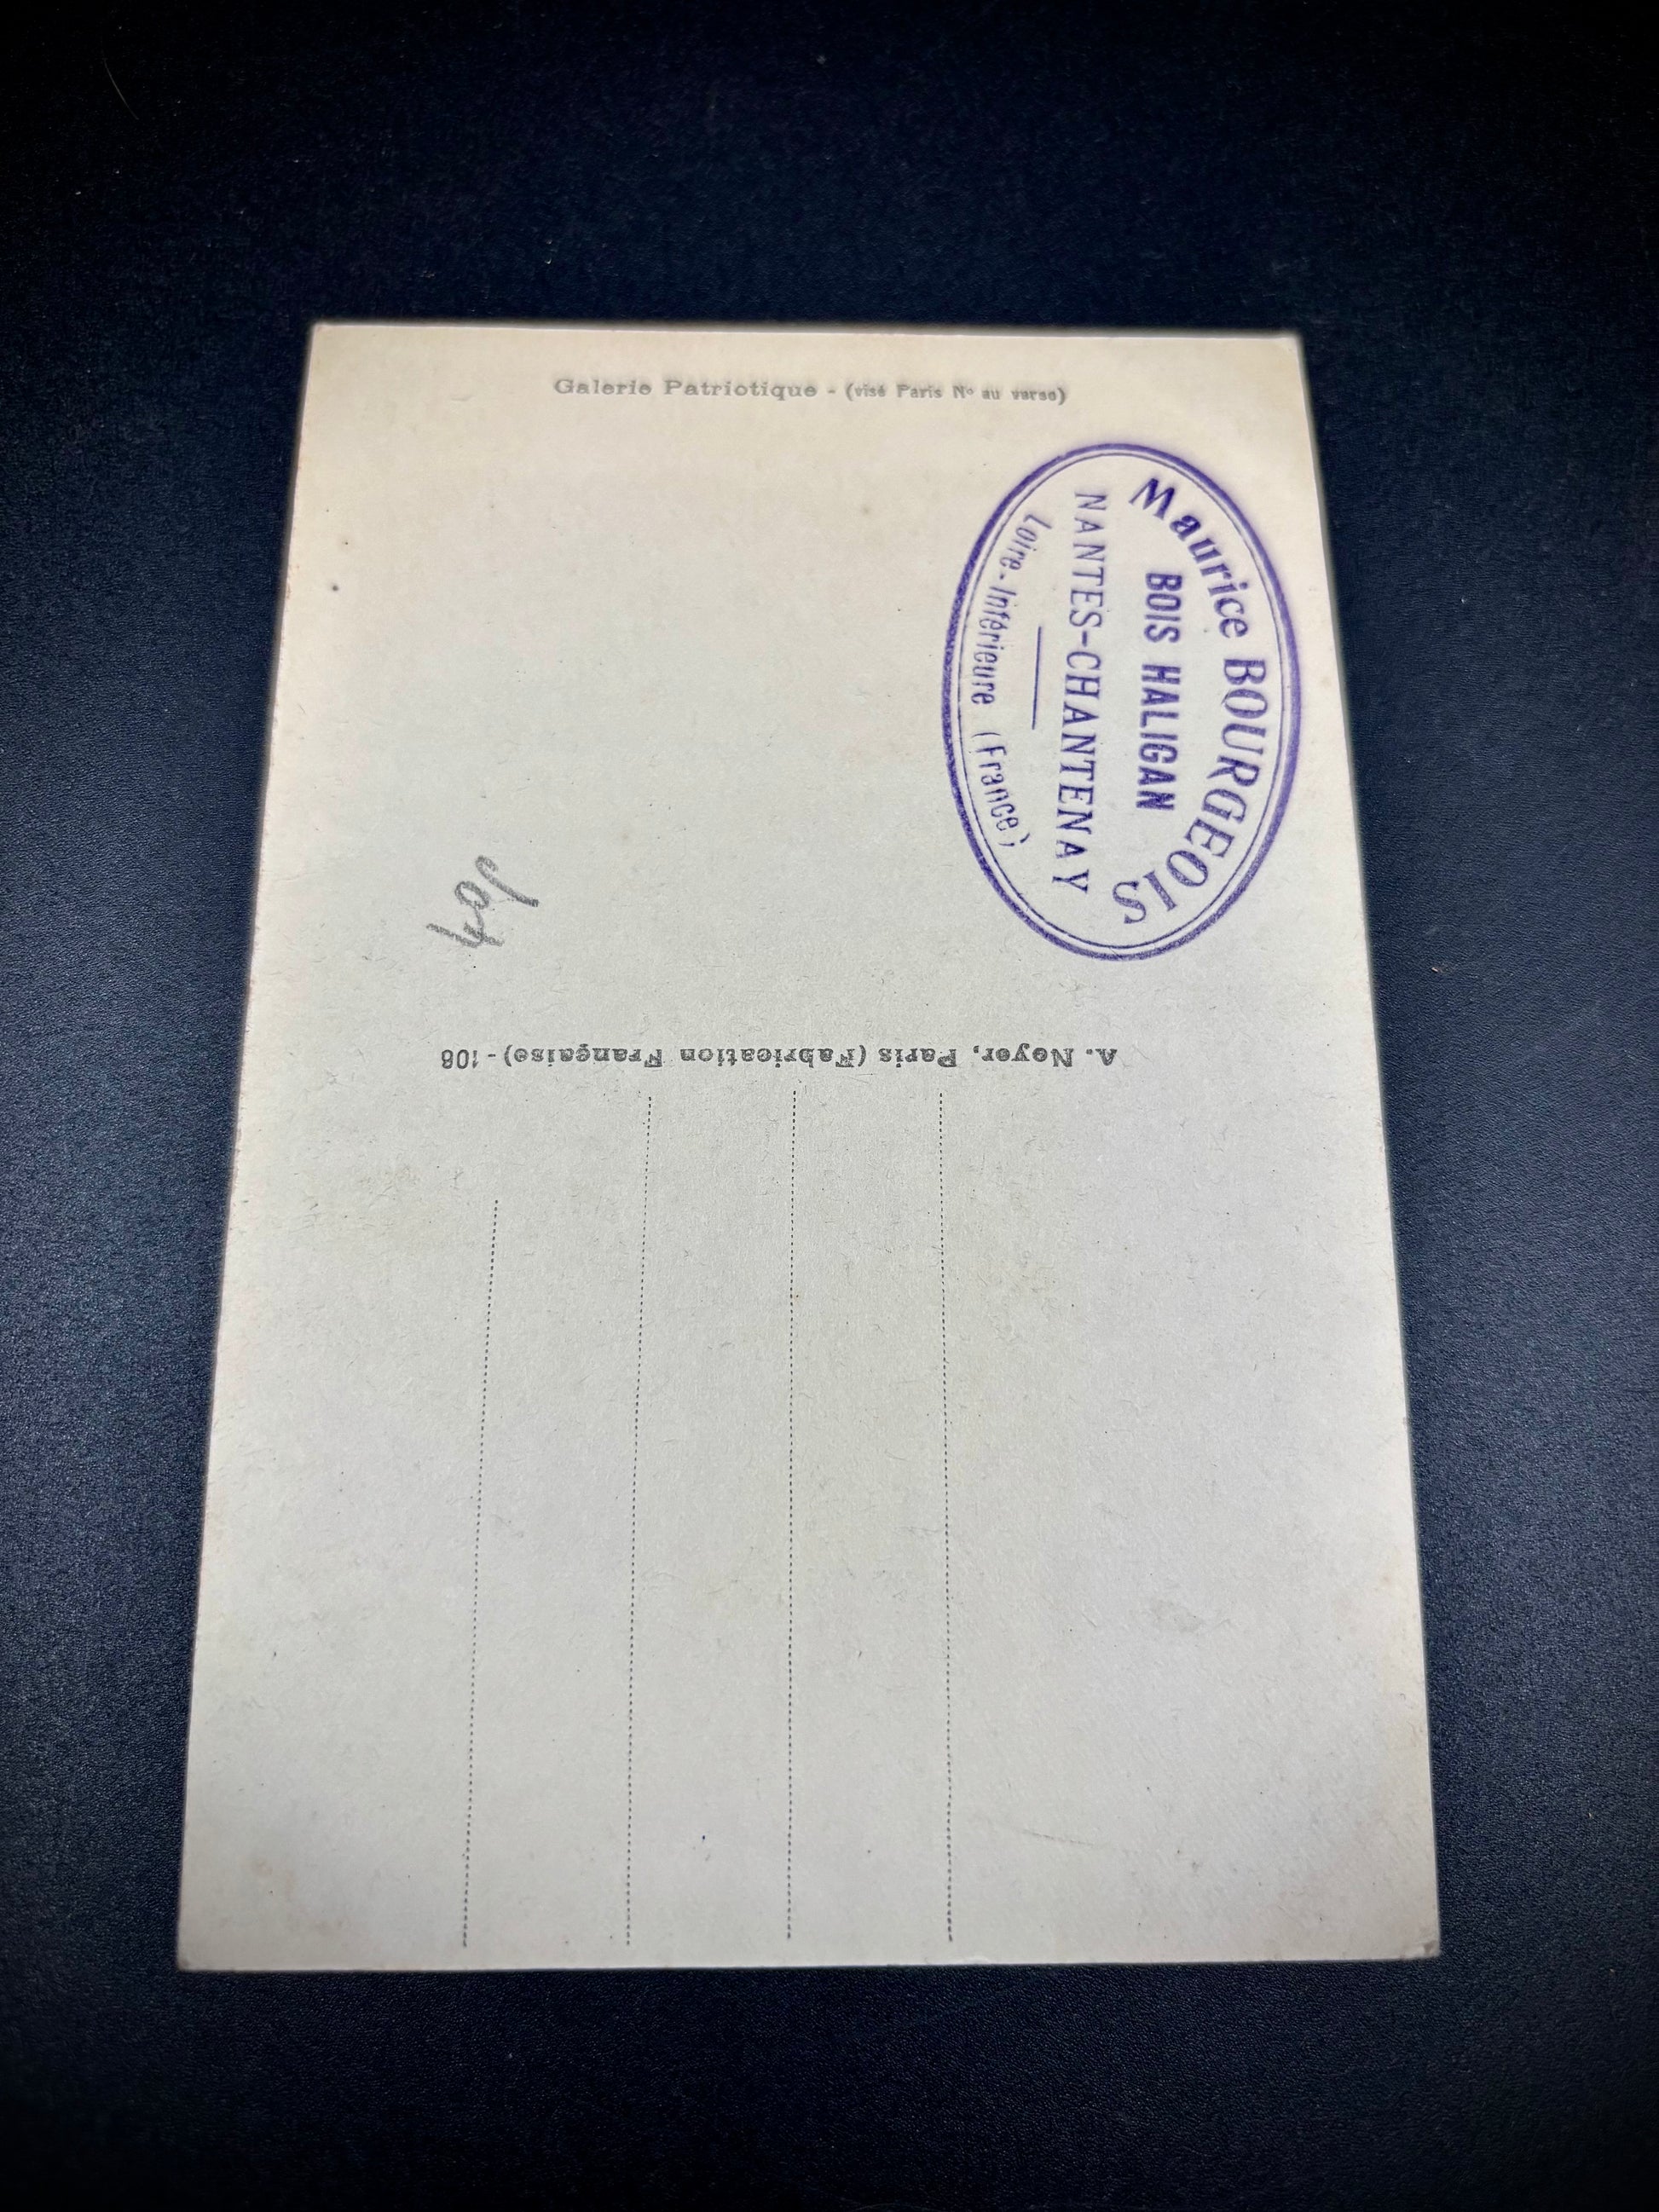 Galerie Patriotique - (visé Paris Nº au verso)
Maurice BOURGEOIS
BOIS HALIGAN
NANTES-CHANTENAY
Loire-Inférieure (France)
A. Noyer, Paris (Fabrication Française) - 108